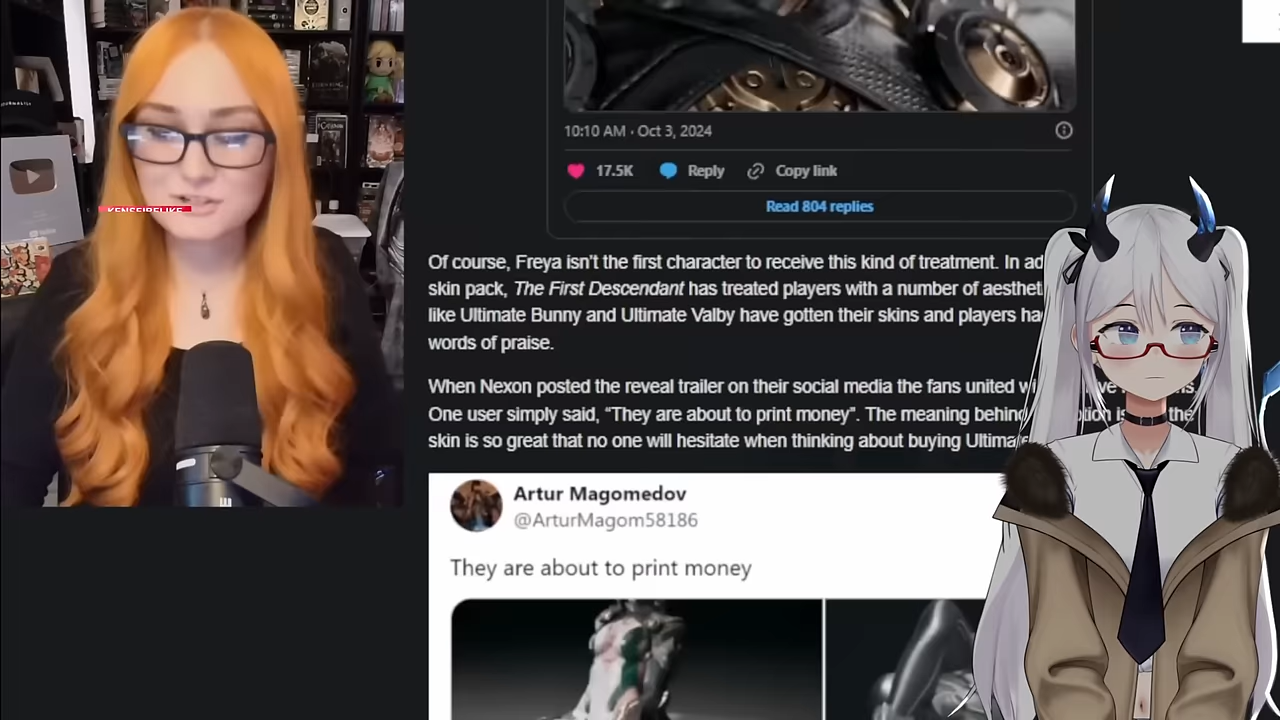 10:10 AM · Oct 3, 2024
17.5K Reply Copy link
Read 804 replies
Of course, Freya isn't the first character to receive this kind of treatment. In
skin pack, The First Descendant has treated players with a number of
like Ultimate Bunny and Ultimate Valby have gotten their skins and players
words of praise.
When Nexon posted the reveal trailer on their social media the fans united
One user simply said, “They are about to print money”. The meaning behind is the
skin is so great that no one will hesitate when thinking about buying
Artur Magomedov
@ArturMagom58186
They are about to print money